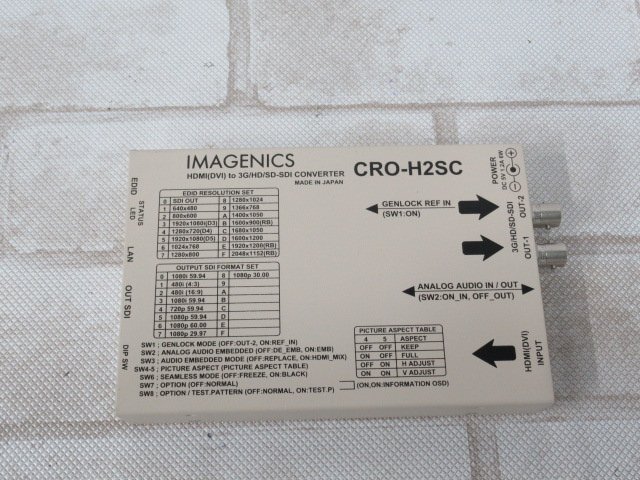 IMAGENICS
HDMI(DVI) to 3G/HD/SD-SDI CONVERTER
MADE IN JAPAN
CRO-H2SC
EDID RESOLUTION SET
0 SDI OUT 8 1280x1024
1 640x480 9 1366x768
2 800x600 A 1400x1050
3 1920x1080(D3) B 1600x900(RB)
4 1280x720(D4) C 1680x1050
5 1920x1080(D5) D 1600x1200
6 1024x768 E 1920x1200(RB)
7 1280x800 F 2048x1152(RB)
OUTPUT SDI FORMAT SET
0 1080i 59.94 8 1080p 30.00
1 480i (4:3) 9
2 480i (16:9) A
3 1080i 59.94 B
4 720p 59.94 C
5 1080p 59.94 D
6 1080p 60.00 E
7 1080p 29.97 F
SW1 : GENLOCK MODE (OFF:OUT-2, ON:REF_IN)
SW2 : ANALOG AUDIO EMBEDDED (OFF:DE_EMB, ON:EMB)
SW3 : AUDIO EMBEDDED MODE (OFF:REPLACE, ON:HDMI_MIX)
SW4-5 : PICTURE ASPECT (PICTURE ASPECT TABLE)
SW6 : SEAMLESS MODE (OFF:FREEZE, ON:BLACK)
SW7 : OPTION (OFF:NORMAL)
SW8 : OPTION / TEST.PATTERN (OFF:NORMAL, ON:TEST.P)
(ON,ON:INFORMATION OSD)
PICTURE ASPECT TABLE
4 5 ASPECT
OFF OFF KEEP
ON OFF FULL
OFF ON H ADJUST
ON ON V ADJUST
GENLOCK REF IN
(SW1:ON)
ANALOG AUDIO IN / OUT
(SW2:ON_IN, OFF_OUT)
EDID
STATUS
LED
LAN
OUT SDI
DIP-SW
POWER
DC 5V 1.2A 6W
3G/HD/SD-SDI
OUT-2
OUT-1
HDMI(DVI)
INPUT